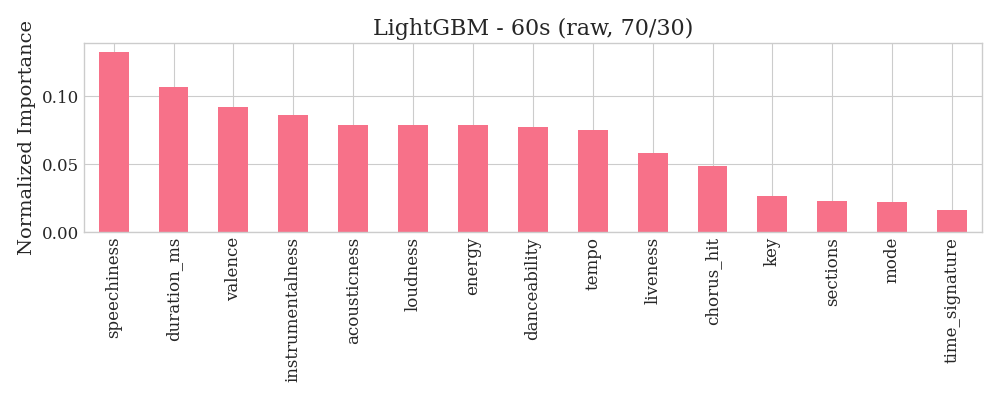 LightGBM - 60s (raw, 70/30)
Normalized Importance
0.10
0.05
0.00
speechiness
duration_ms
valence
instrumentalness
acousticness
loudness
energy
danceability
tempo
liveness
chorus_hit
key
sections
mode
time_signature